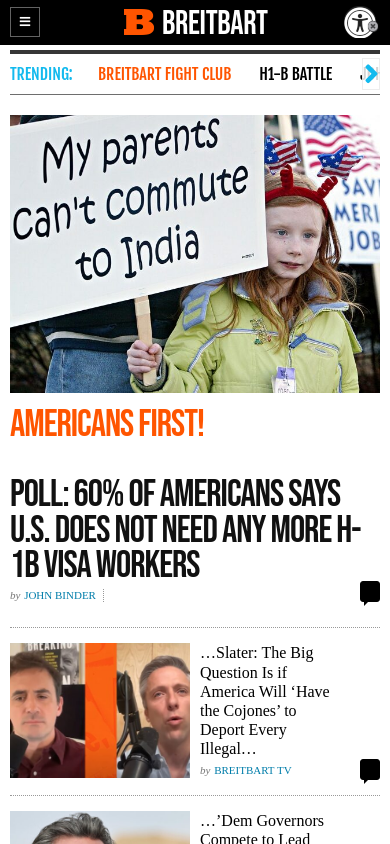 BREITBART
TRENDING:
BREITBART FIGHT CLUB
H1-B BATTLE
My parents
can't commute
to India
SAVE
AMERI
JOB
AMERICANS FIRST!
POLL: 60% OF AMERICANS SAYS
U.S. DOES NOT NEED ANY MORE H-
1B VISA WORKERS
by JOHN BINDER
BREAKING
…Slater: The Big
Question Is if
America Will ‘Have
the Cojones’ to
Deport Every
Illegal…
by BREITBART TV
…’Dem Governors
Compete to Lead